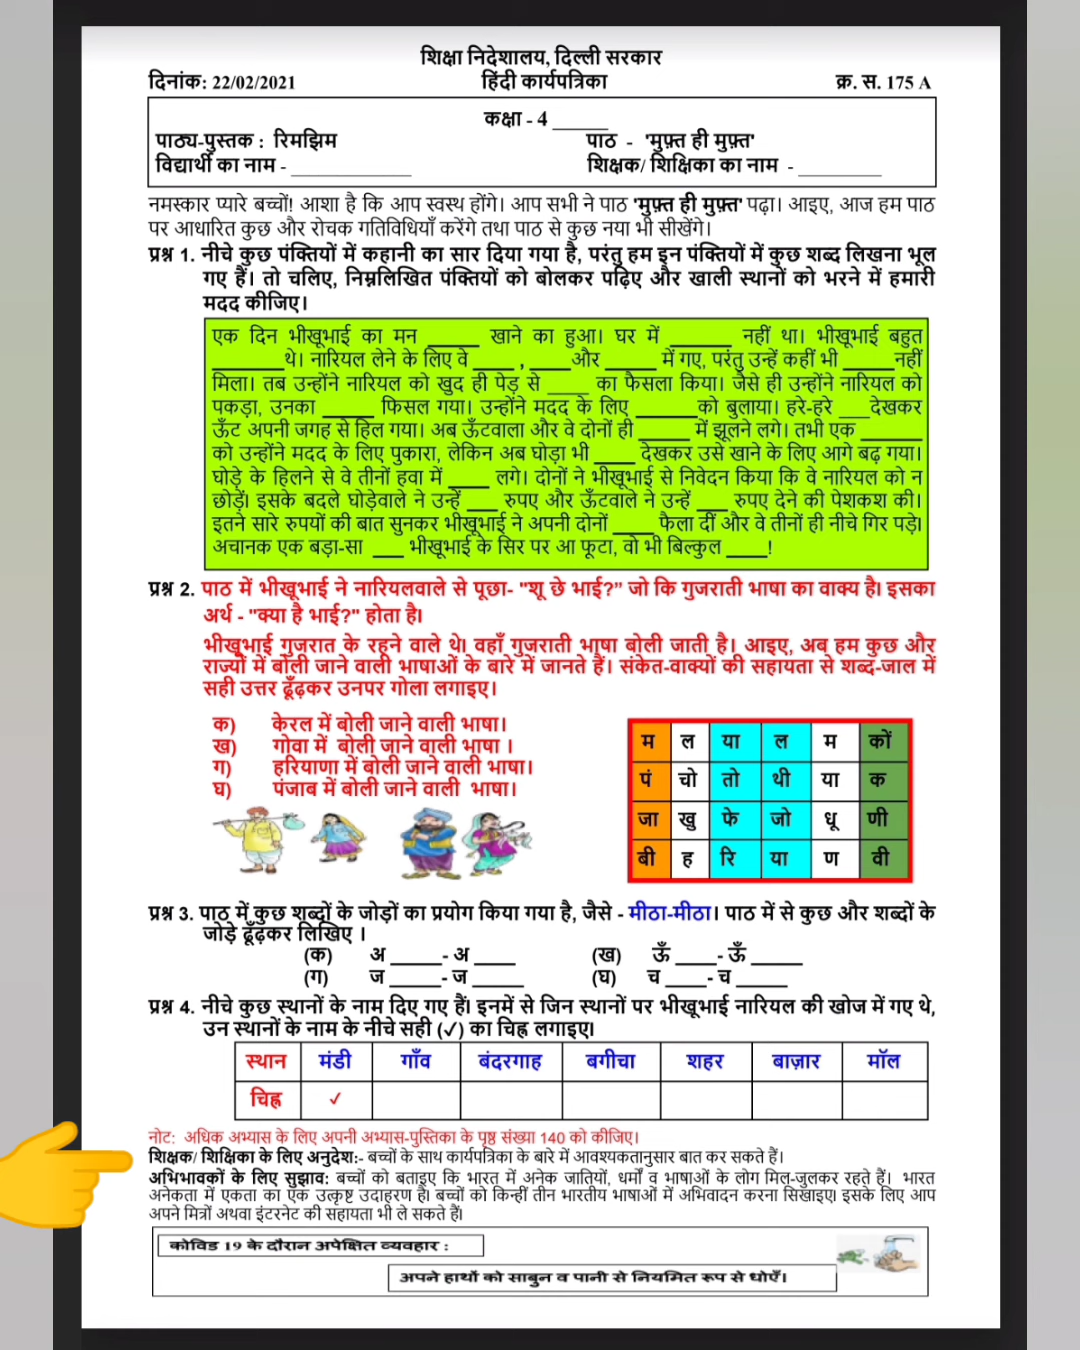 शिक्षा निदेशालय, दिल्ली सरकार
दिनांक: 22/02/2021 हिंदी कार्यपत्रिका क्र. स. 175 A
कक्षा - 4 ______
पाठ्य-पुस्तक : रिमझिम पाठ - 'मुफ़्त ही मुफ़्त'
विद्यार्थी का नाम - ____________ शिक्षक/ शिक्षिका का नाम - ________
नमस्कार प्यारे बच्चों! आशा है कि आप स्वस्थ होंगे। आप सभी ने पाठ 'मुफ़्त ही मुफ़्त' पढ़ा। आइए, आज हम पाठ
पर आधारित कुछ और रोचक गतिविधियाँ करेंगे तथा पाठ से कुछ नया भी सीखेंगे।
प्रश्न 1. नीचे कुछ पंक्तियों में कहानी का सार दिया गया है, परंतु हम इन पंक्तियों में कुछ शब्द लिखना भूल
गए हैं। तो चलिए, निम्नलिखित पंक्तियों को बोलकर पढ़िए और खाली स्थानों को भरने में हमारी
मदद कीजिए।
एक दिन भीखूभाई का मन _____ खाने का हुआ। घर में ______ नहीं था। भीखूभाई बहुत
_______थे। नारियल लेने के लिए वे ____ , ____और _____ में गए, परंतु उन्हें कहीं भी _____नहीं
मिला। तब उन्होंने नारियल को खुद ही पेड़ से ____ का फैसला किया। जैसे ही उन्होंने नारियल को
पकड़ा, उनका _____ फिसल गया। उन्होंने मदद के लिए ______को बुलाया। हरे-हरे ___देखकर
ऊँट अपनी जगह से हिल गया। अब ऊँटवाला और वे दोनों ही _____ में झूलने लगे। तभी एक ______
को उन्होंने मदद के लिए पुकारा, लेकिन अब घोड़ा भी ____ देखकर उसे खाने के लिए आगे बढ़ गया।
घोड़े के हिलने से वे तीनों हवा में ____ लगे। दोनों ने भीखूभाई से निवेदन किया कि वे नारियल को न
छोड़ें। इसके बदले घोड़ेवाले ने उन्हें ___ रुपए और ऊँटवाले ने उन्हें ___ रुपए देने की पेशकश की।
इतने सारे रुपयों की बात सुनकर भीखूभाई ने अपनी दोनों ____ फैला दीं और वे तीनों ही नीचे गिर पड़े।
अचानक एक बड़ा-सा ___ भीखूभाई के सिर पर आ फूटा, वो भी बिल्कुल ____!
प्रश्न 2. पाठ में भीखूभाई ने नारियलवाले से पूछा- "शू छे भाई?" जो कि गुजराती भाषा का वाक्य है। इसका
अर्थ - "क्या है भाई?" होता है।
भीखूभाई गुजरात के रहने वाले थे। वहाँ गुजराती भाषा बोली जाती है। आइए, अब हम कुछ और
राज्यों में बोली जाने वाली भाषाओं के बारे में जानते हैं। संकेत-वाक्यों की सहायता से शब्द-जाल में
सही उत्तर ढूँढ़कर उनपर गोला लगाइए।
क) केरल में बोली जाने वाली भाषा।
ख) गोवा में बोली जाने वाली भाषा ।
ग) हरियाणा में बोली जाने वाली भाषा।
घ) पंजाब में बोली जाने वाली भाषा।
म ल या ल म कों
पं चो तो थी या क
जा खु फे जो धू णी
बी ह रि या ण वी
प्रश्न 3. पाठ में कुछ शब्दों के जोड़ों का प्रयोग किया गया है, जैसे - मीठा-मीठा। पाठ में से कुछ और शब्दों के
जोड़े ढूँढ़कर लिखिए ।
(क) अ _____- अ ____ (ख) ऊँ ____- ऊँ _____
(ग) ज _____- ज _____ (घ) च ____- च _____
प्रश्न 4. नीचे कुछ स्थानों के नाम दिए गए हैं। इनमें से जिन स्थानों पर भीखूभाई नारियल की खोज में गए थे,
उन स्थानों के नाम के नीचे सही (✓) का चिह्न लगाइए।
स्थान मंडी गाँव बंदरगाह बगीचा शहर बाज़ार मॉल
चिह्न ✓
नोट: अधिक अभ्यास के लिए अपनी अभ्यास-पुस्तिका के पृष्ठ संख्या 140 को कीजिए।
शिक्षक/ शिक्षिका के लिए अनुदेश:- बच्चों के साथ कार्यपत्रिका के बारे में आवश्यकतानुसार बात कर सकते हैं।
अभिभावकों के लिए सुझाव: बच्चों को बताइए कि भारत में अनेक जातियों, धर्मों व भाषाओं के लोग मिल-जुलकर रहते हैं। भारत
अनेकता में एकता का एक उत्कृष्ट उदाहरण है। बच्चों को किन्हीं तीन भारतीय भाषाओं में अभिवादन करना सिखाइए। इसके लिए आप
अपने मित्रों अथवा इंटरनेट की सहायता भी ले सकते हैं।
कोविड 19 के दौरान अपेक्षित व्यवहार :
अपने हाथों को साबुन व पानी से नियमित रूप से धोएँ।